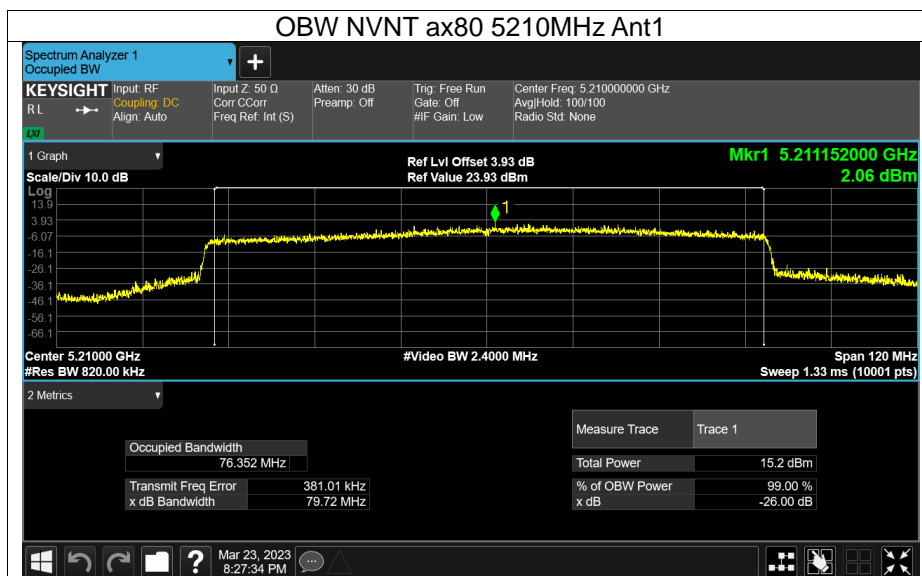 OBW NVNT ax80 5210MHz Ant1
Spectrum Analyzer 1
Occupied BW
KEYSIGHT Input: RF Input Z: 50 Ω Atten: 30 dB Trig: Free Run Center Freq: 5.210000000 GHz
RL Coupling: DC Corr CCorr Preamp: Off Gate: Off Avg|Hold: 100/100
Align: Auto Freq Ref: Int (S) #IF Gain: Low Radio Std: None
LXI
1 Graph Ref Lvl Offset 3.93 dB Mkr1 5.211152000 GHz
Scale/Div 10.0 dB Ref Value 23.93 dBm 2.06 dBm
Log
13.9
1
3.93
-6.07
-16.1
-26.1
-36.1
-46.1
-56.1
-66.1
Center 5.21000 GHz #Video BW 2.4000 MHz Span 120 MHz
#Res BW 820.00 kHz Sweep 1.33 ms (10001 pts)
2 Metrics
Measure Trace Trace 1
Occupied Bandwidth
76.352 MHz Total Power 15.2 dBm
Transmit Freq Error 381.01 kHz % of OBW Power 99.00 %
x dB Bandwidth 79.72 MHz x dB -26.00 dB
? Mar 23, 2023
8:27:34 PM